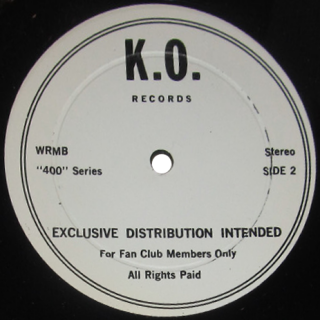 K.O.
RECORDS
WRMB Stereo
"400" Series SIDE 2
EXCLUSIVE DISTRIBUTION INTENDED
For Fan Club Members Only
All Rights Paid